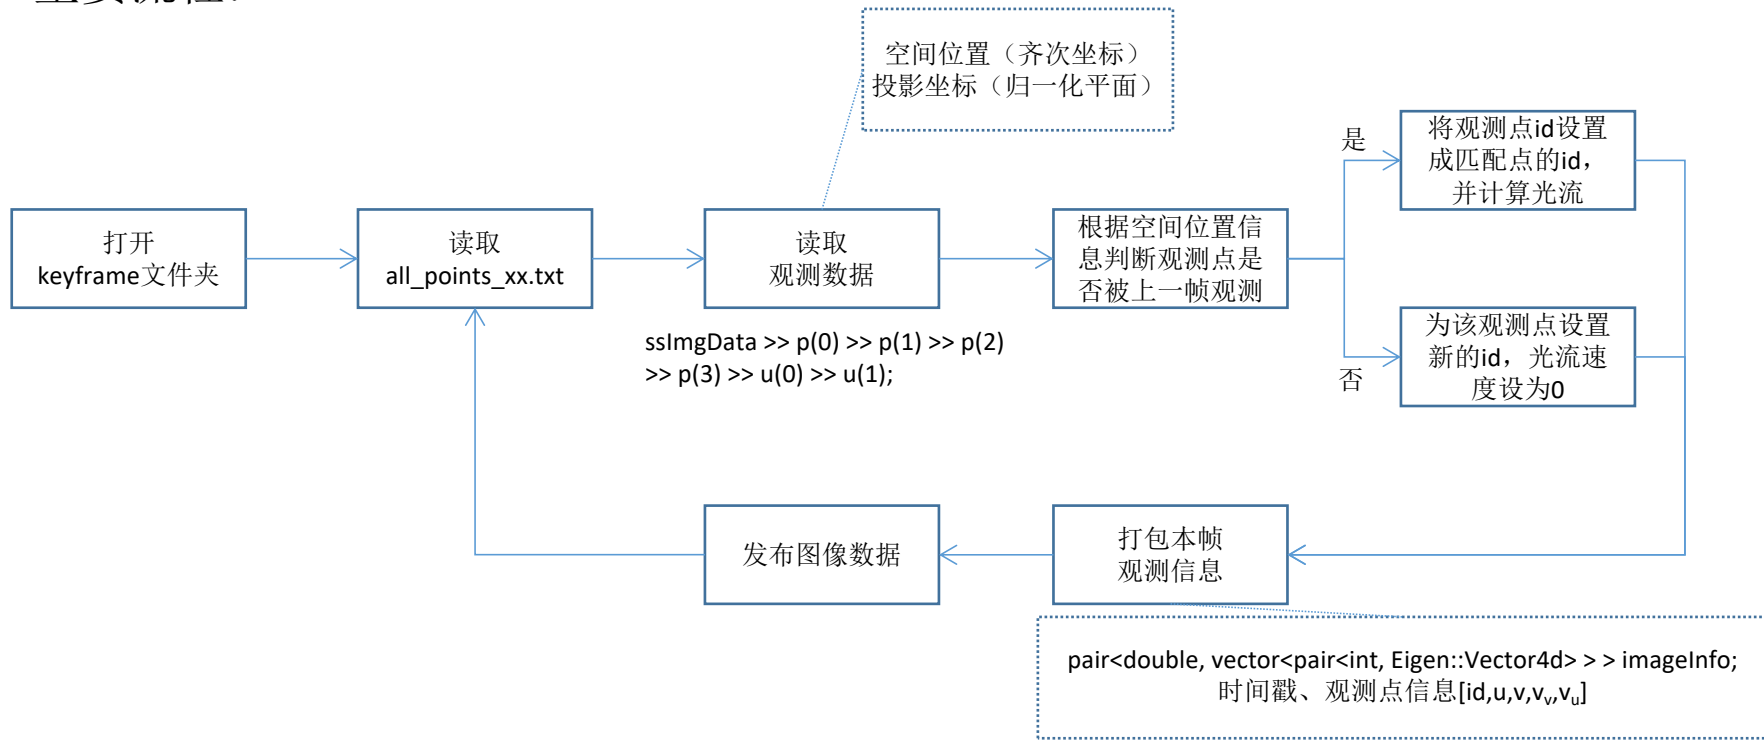 空间位置（齐次坐标）
投影坐标（归一化平面）
打开
keyframe文件夹
读取
all_points_xx.txt
读取
观测数据
ssImgData >> p(0) >> p(1) >> p(2)
>> p(3) >> u(0) >> u(1);
根据空间位置信
息判断观测点是
否被上一帧观测
是
将观测点id设置
成匹配点的id，
并计算光流
否
为该观测点设置
新的id，光流速
度设为0
打包本帧
观测信息
pair<double, vector<pair<int, Eigen::Vector4d> > > imageInfo;
时间戳、观测点信息[id,u,v,vᵥ,vᵤ]
发布图像数据